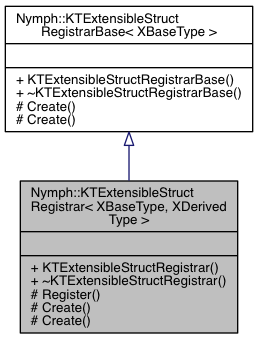 Nymph::KTExtensibleStruct
RegistrarBase< XBaseType >
+ KTExtensibleStructRegistrarBase()
+ ~KTExtensibleStructRegistrarBase()
# Create()
# Create()
Nymph::KTExtensibleStruct
Registrar< XBaseType, XDerived
Type >
+ KTExtensibleStructRegistrar()
+ ~KTExtensibleStructRegistrar()
# Register()
# Create()
# Create()